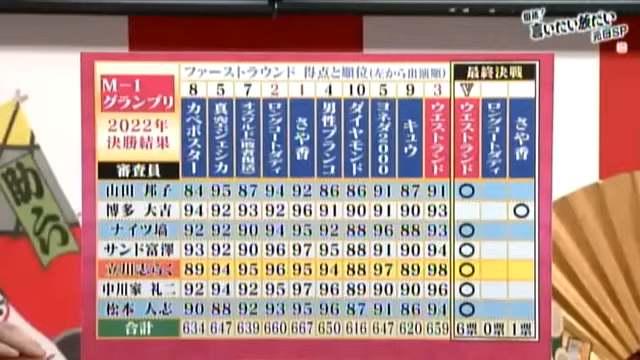 言いたい放だい
元日SP
M-1
グランプリ
2022年
決勝結果
審査員
ファーストラウンド 得点と順位(左から出演順)
最終決戦
8 5 7 2 1 4 10 5 9 3
カベポスター
真空ジェシカ
オズワルド(敗者復活)
ロングコートダディ
さや香
男性ブランコ
ダイヤモンド
ヨネダ2000
キュウ
ウエストランド
ウエストランド
ロングコートダディ
さや香
山田 邦子 84 95 87 94 92 86 86 91 87 91 〇
博多 大吉 94 92 93 92 96 91 90 91 90 93 〇
ナイツ塙 92 92 90 94 95 92 88 96 88 93 〇
サンド富澤 93 92 90 96 97 95 88 91 90 94 〇
立川志らく 89 94 95 96 95 94 88 97 89 98 〇
中川家 礼二 92 94 92 95 97 96 89 90 90 96 〇
松本 人志 90 88 92 93 95 96 87 91 86 94 〇
合計 634 647 639 660 667 650 616 647 620 659 6票 0票 1票
助六